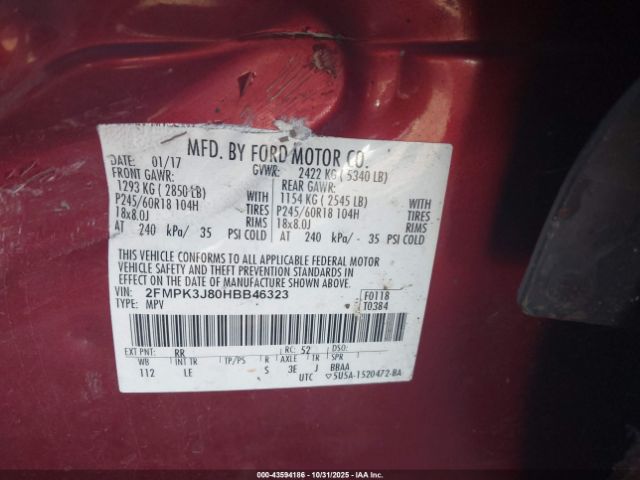 MFD. BY FORD MOTOR CO.
DATE: 01/17 GVWR: 2422 KG ( 5340 LB)
FRONT GAWR: REAR GAWR:
1293 KG ( 2850 LB) WITH 1154 KG ( 2545 LB) WITH
P245/60R18 104H TIRES P245/60R18 104H TIRES
18x8.0J RIMS 18x8.0J RIMS
AT 240 kPa/ 35 PSI COLD AT 240 kPa/ 35 PSI COLD
THIS VEHICLE CONFORMS TO ALL APPLICABLE FEDERAL MOTOR
VEHICLE SAFETY AND THEFT PREVENTION STANDARDS IN
EFFECT ON THE DATE OF MANUFACTURE SHOWN ABOVE.
VIN: 2FMPK3J80HBB46323 F0118
TYPE: MPV T0384
EXT PNT: RR RC: 52 DSO:
WB INT TR TP/PS R AXLE TR SPR
112 LE S 3E J BBAA
UTC ▽5U5A-1520472-BA
000-43594186 - 10/31/2025 - IAAI.COM